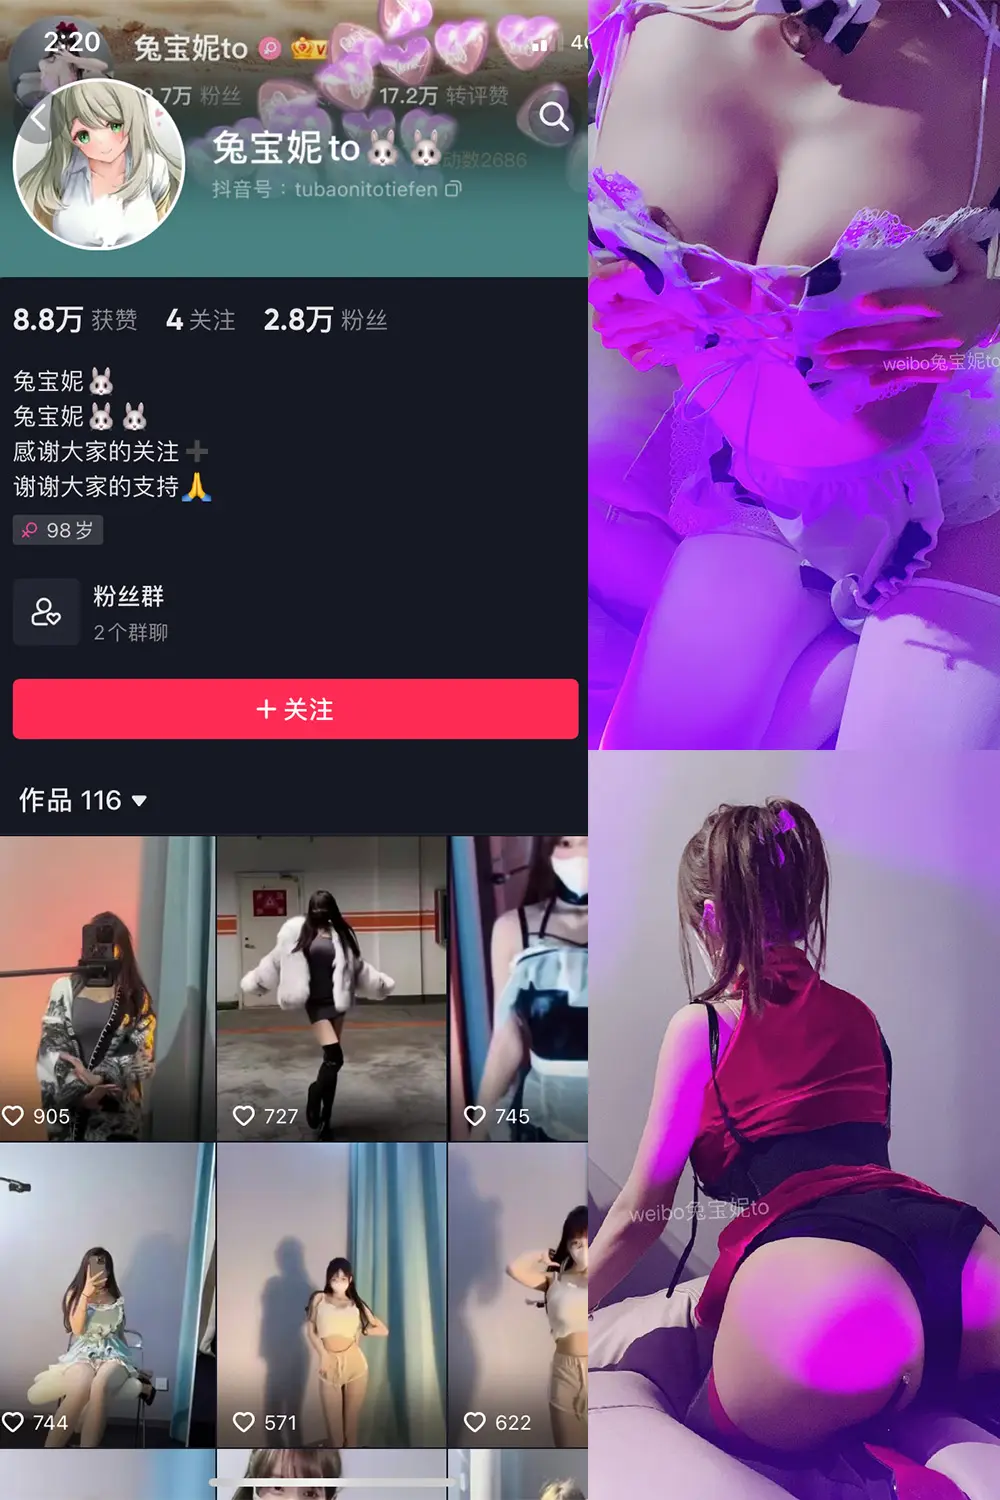 2:20
兔宝妮to
V
40
17.2万 转评赞
兔宝妮to🐰🐰
动数2686
抖音号：tubaonitotiefen
8.8万 获赞 4 关注 2.8万 粉丝
兔宝妮🐰
兔宝妮🐰🐰
感谢大家的关注➕
谢谢大家的支持🙏
98岁
粉丝群
2个群聊
+ 关注
作品 116
905
727
745
744
571
622
weibo兔宝妮to
weibo兔宝妮to